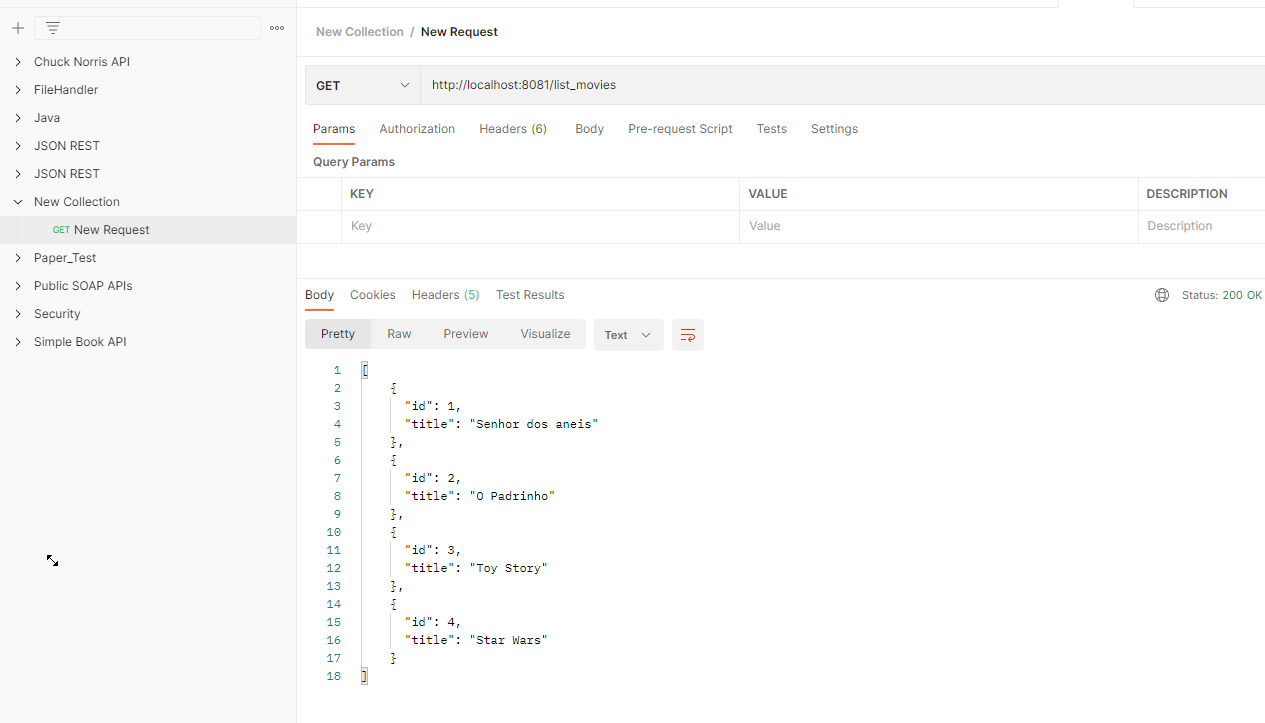 New Collection / New Request
Chuck Norris API
FileHandler
Java
JSON REST
JSON REST
New Collection
GET New Request
Paper_Test
Public SOAP APIs
Security
Simple Book API
GET http://localhost:8081/list_movies
Params Authorization Headers (6) Body Pre-request Script Tests Settings
Query Params
KEY VALUE DESCRIPTION
Key Value Description
Body Cookies Headers (5) Test Results Status: 200 OK
Pretty Raw Preview Visualize Text
1 [
2 {
3 "id": 1,
4 "title": "Senhor dos aneis"
5 },
6 {
7 "id": 2,
8 "title": "O Padrinho"
9 },
10 {
11 "id": 3,
12 "title": "Toy Story"
13 },
14 {
15 "id": 4,
16 "title": "Star Wars"
17 }
18 ]